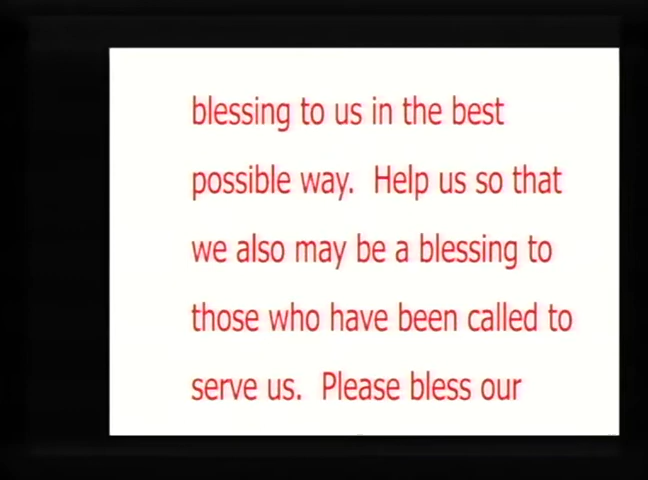 blessing to us in the best
possible way.  Help us so that
we also may be a blessing to
those who have been called to
serve us.  Please bless our